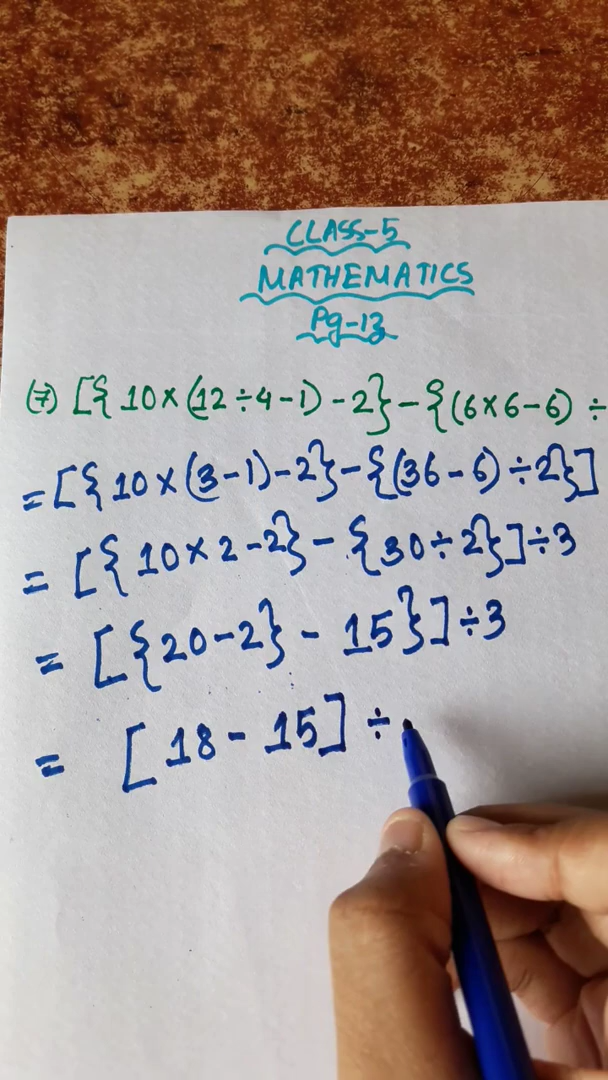 CLASS-5
MATHEMATICS
Pg-13
(7) [{10×(12÷4-1)-2}-{(6×6-6)÷
=[{10×(3-1)-2}-{(36-6)÷2}]
=[{10×2-2}-{30÷2}]÷3
=[{20-2}-15}]÷3
=[18-15]÷